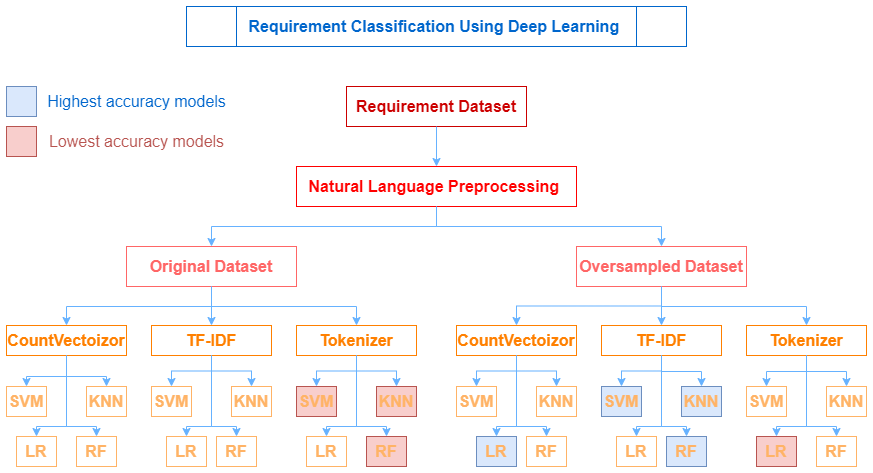 Requirement Classification Using Deep Learning
Highest accuracy models
Lowest accuracy models
Requirement Dataset
Natural Language Preprocessing
Original Dataset
Oversampled Dataset
CountVectoizor
TF-IDF
Tokenizer
CountVectoizor
TF-IDF
Tokenizer
SVM
KNN
SVM
KNN
SVM
KNN
SVM
KNN
SVM
KNN
SVM
KNN
LR
RF
LR
RF
LR
RF
LR
RF
LR
RF
LR
RF